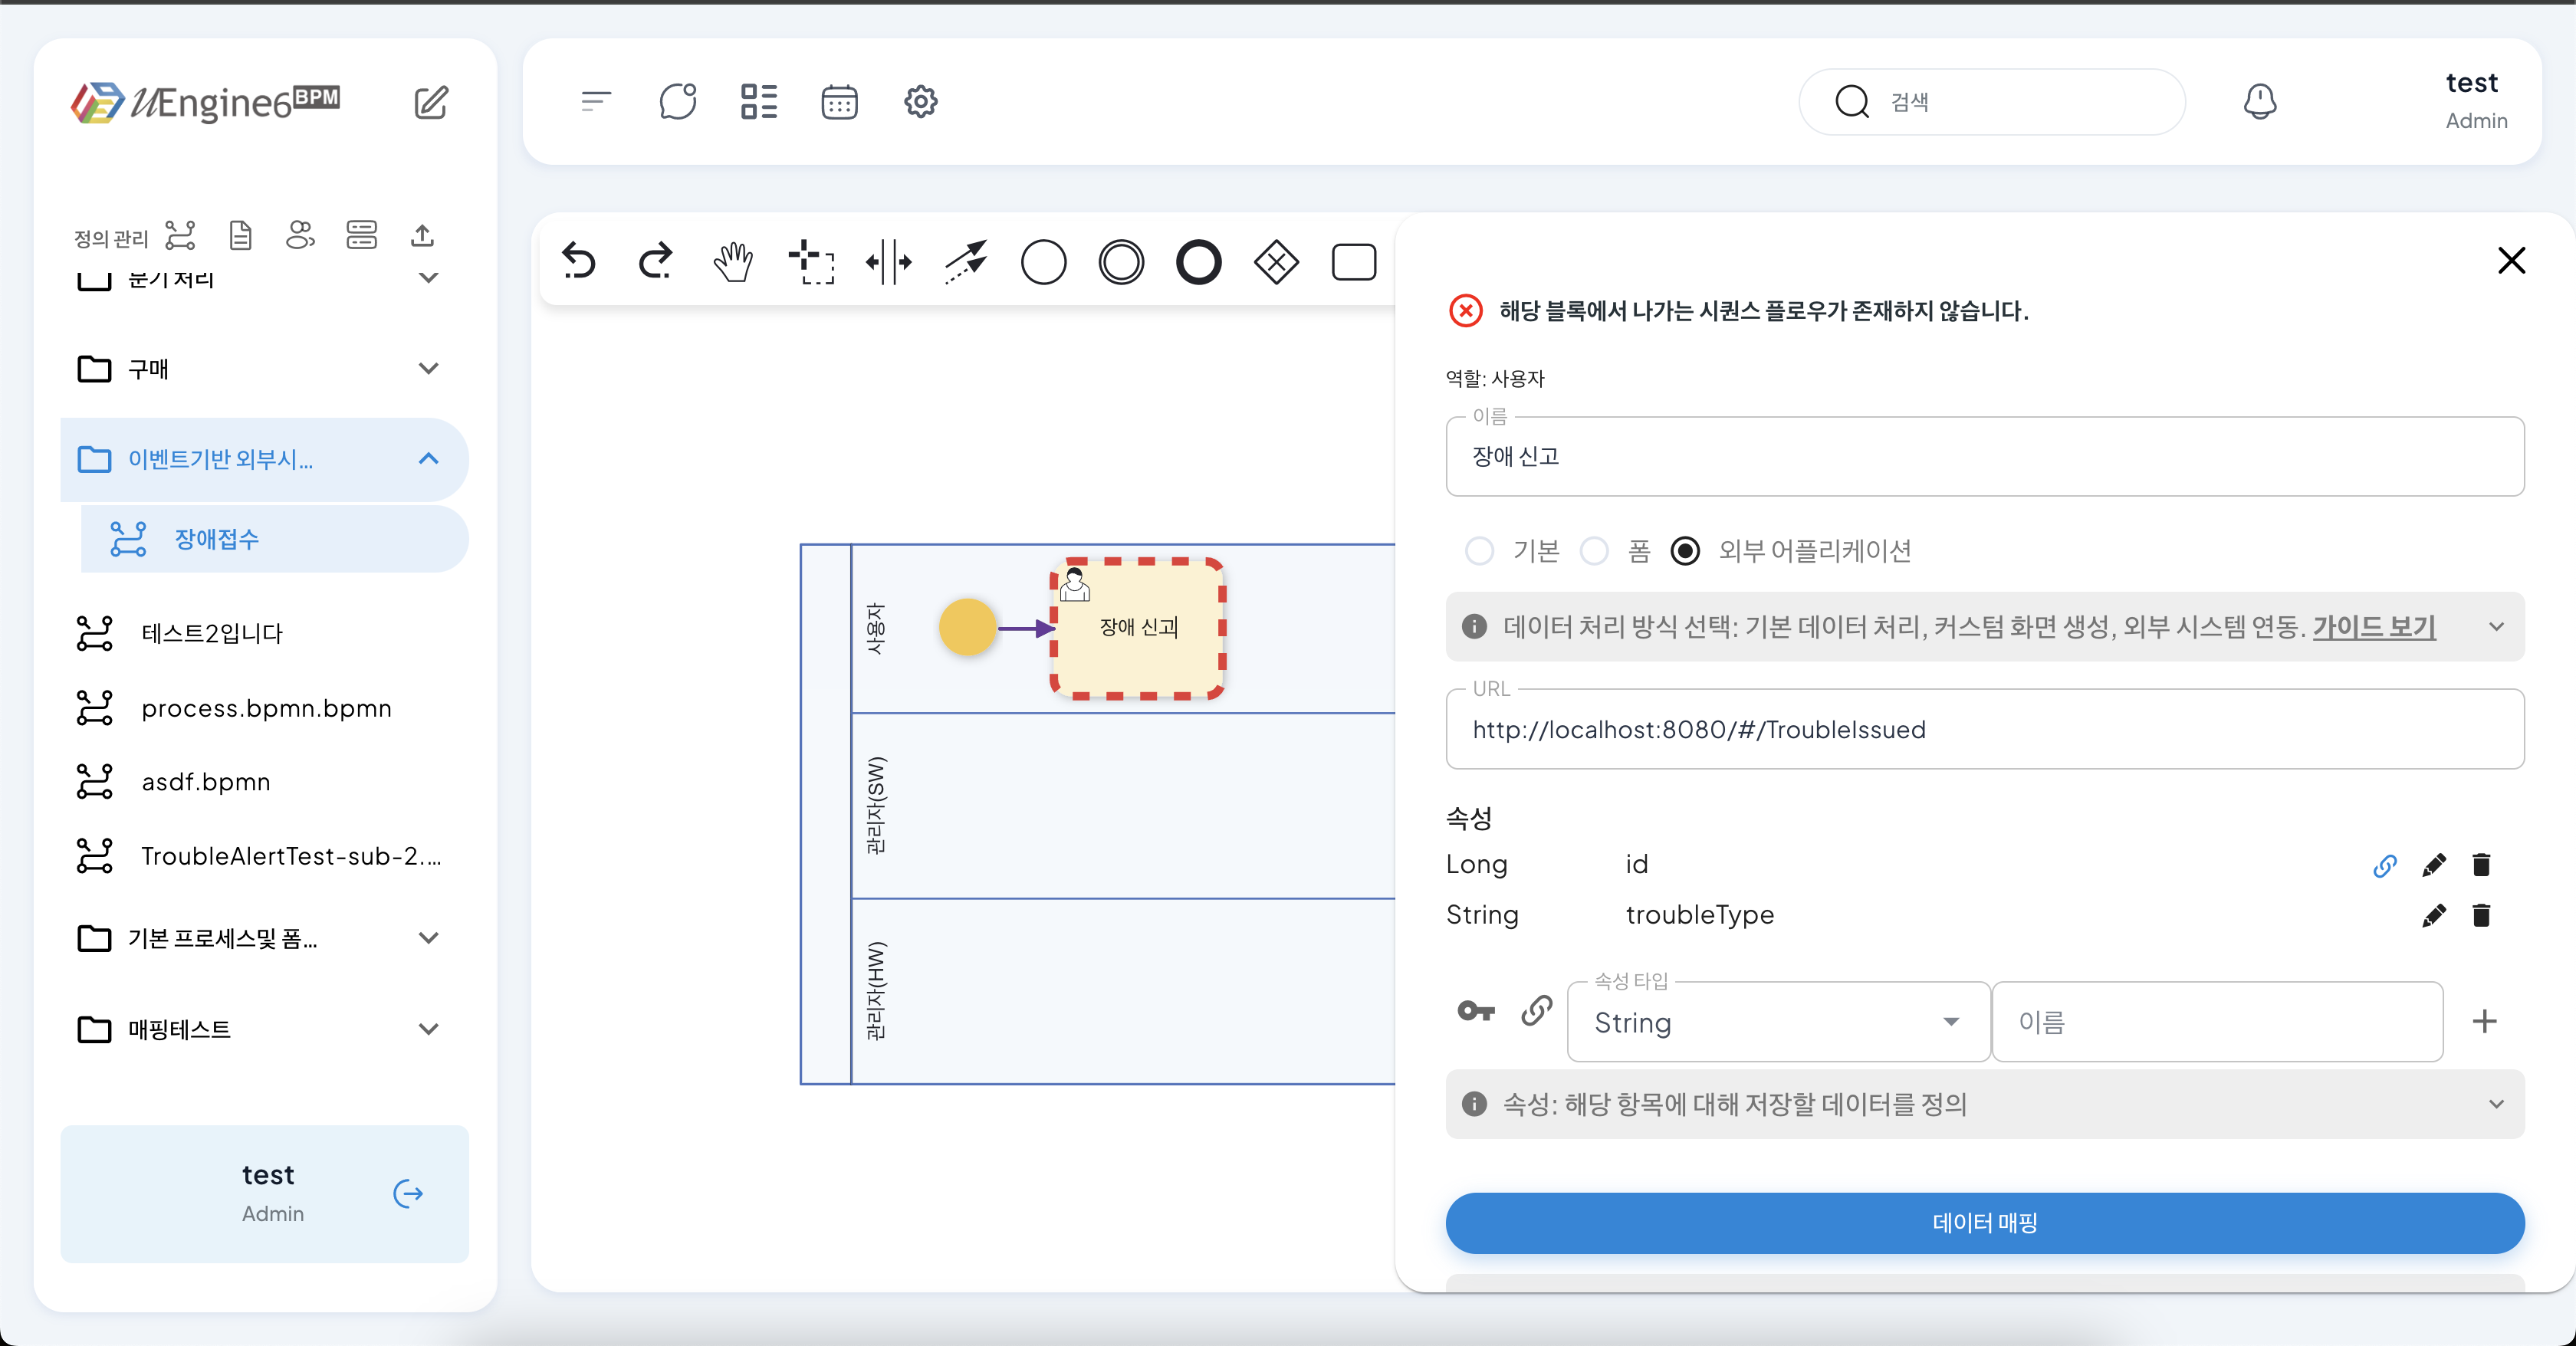 uEngine6 BPM
정의 관리
분기 처리
구매
이벤트기반 외부시...
장애접수
테스트2입니다
process.bpmn.bpmn
asdf.bpmn
TroubleAlertTest-sub-2....
기본 프로세스및 폼...
매핑테스트
test
Admin
검색
test
Admin
사용자
장애 신고
관리자(SW)
관리자(HW)
해당 블록에서 나가는 시퀀스 플로우가 존재하지 않습니다.
역할: 사용자
이름
장애 신고
기본 폼 외부 어플리케이션
데이터 처리 방식 선택: 기본 데이터 처리, 커스텀 화면 생성, 외부 시스템 연동. 가이드 보기
URL
http://localhost:8080/#/TroubleIssued
속성
Long id
String troubleType
속성 타입
String 이름
속성: 해당 항목에 대해 저장할 데이터를 정의
데이터 매핑